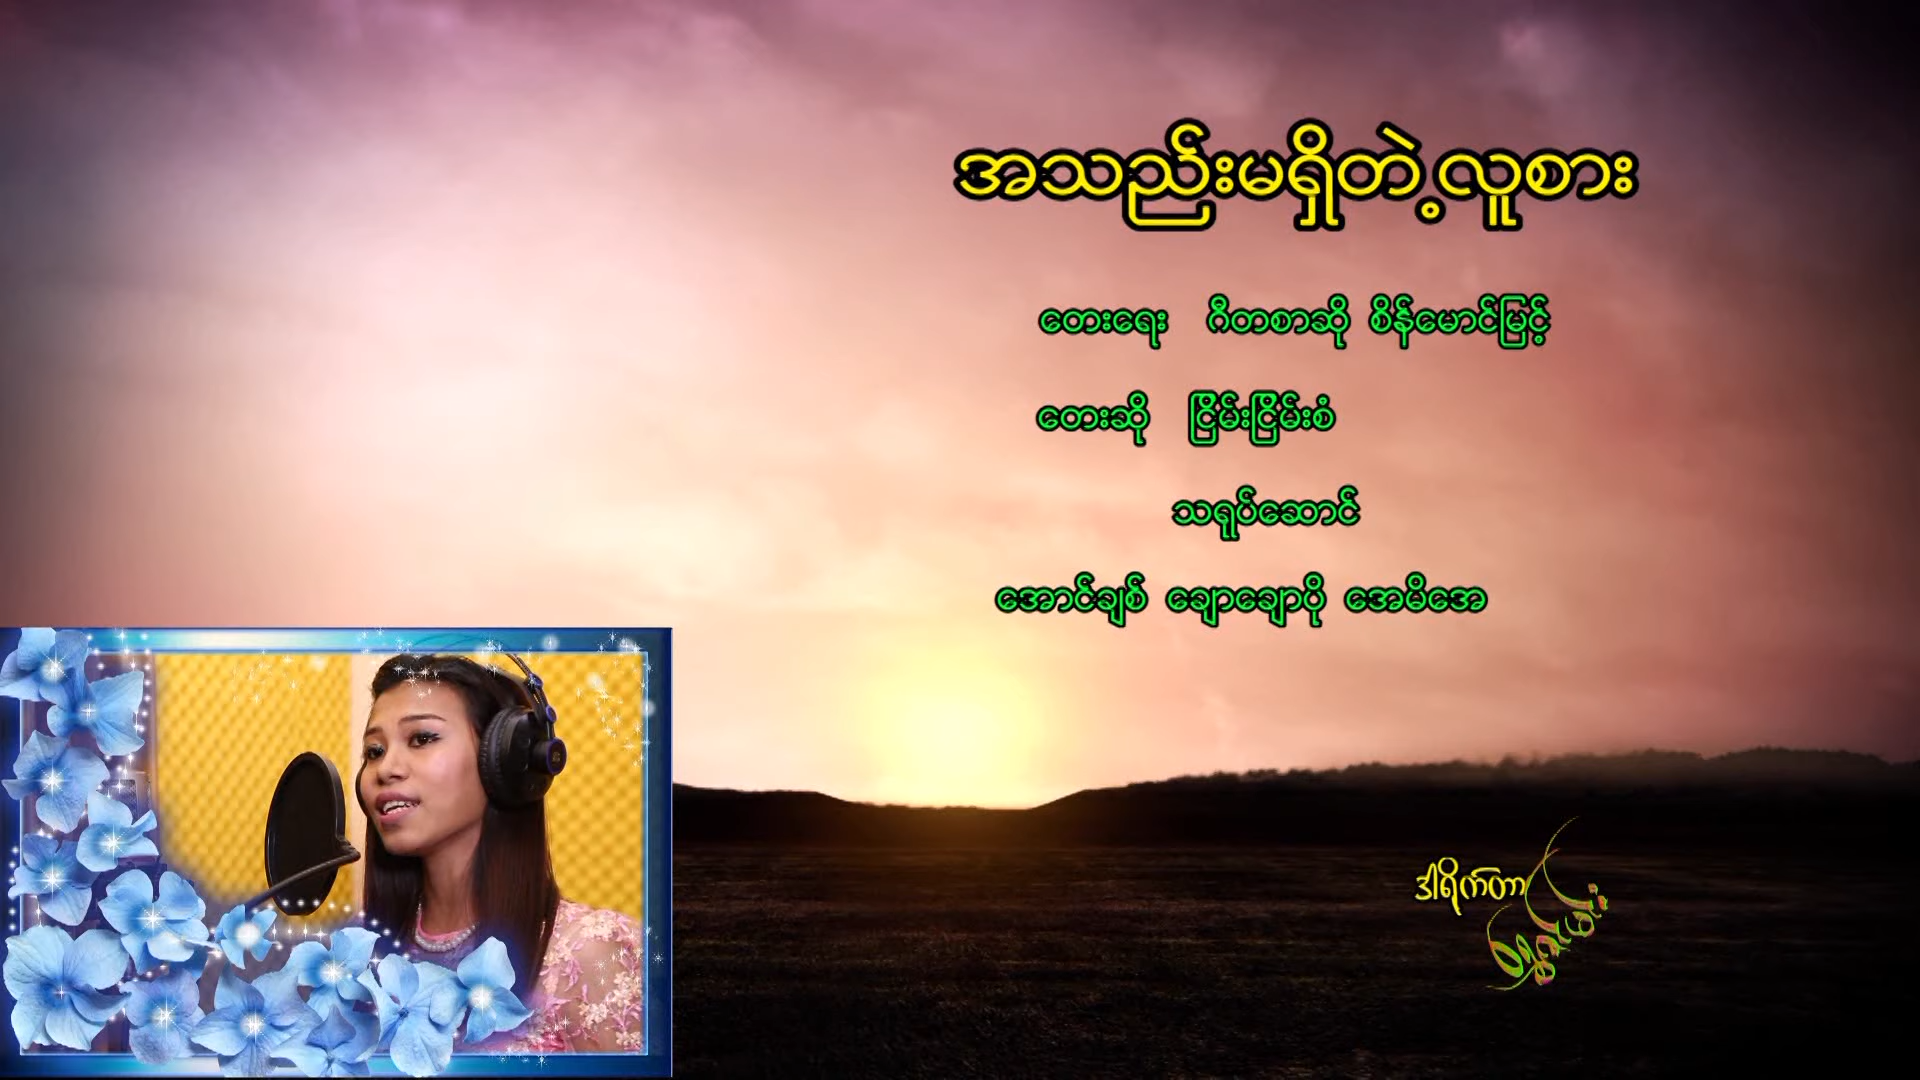 အသည်းမရှိတဲ့လူစား
တေးရေး ဂီတစာဆို စိန်မောင်မြင့်
တေးဆို ငြိမ်းငြိမ်းစံ
သရုပ်ဆောင်
အောင်ချစ် ချောချောပို အေမီအေ
ဒါရိုက်တာ